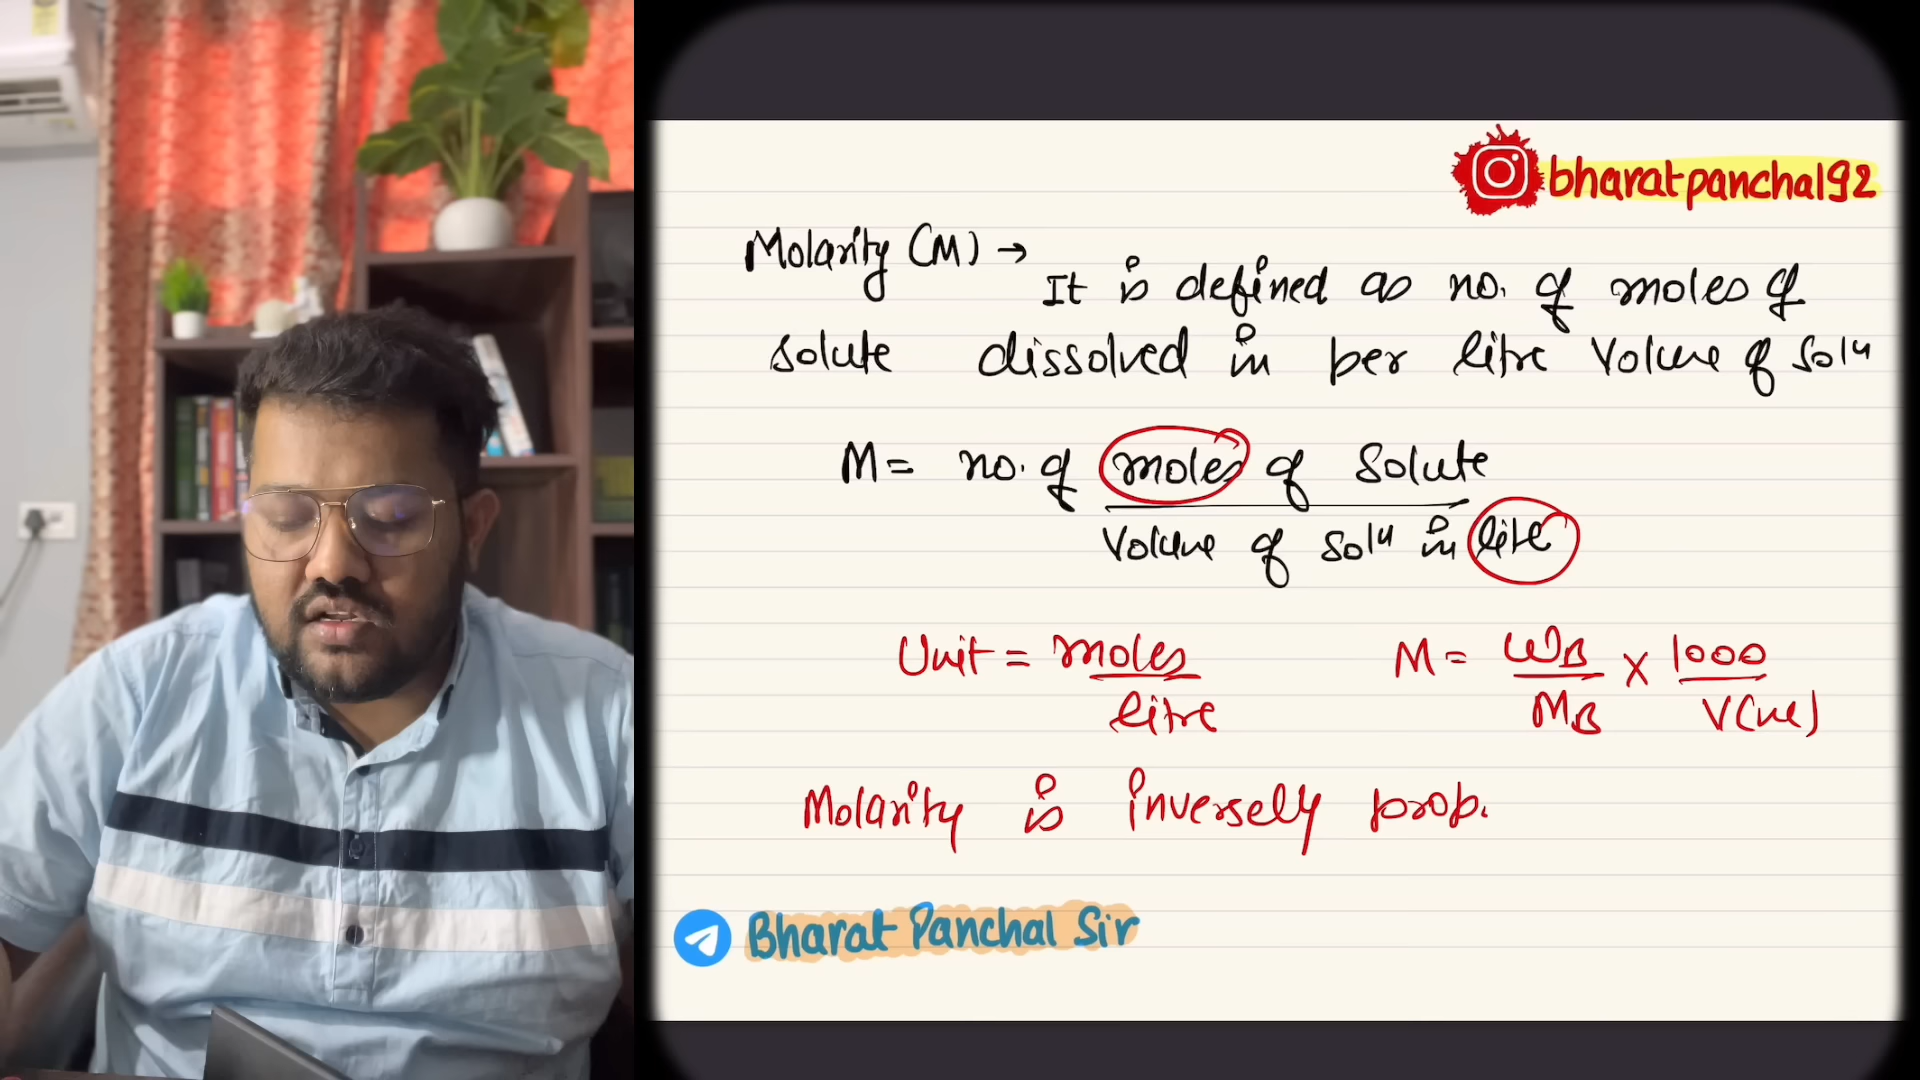 bharatpanchal92
Molarity (M) →
It is defined as no. of moles of
solute dissolved in per litre Volume of solⁿ
M = no. of moles of Solute
Volume of solⁿ in litre
Unit = moles
litre
M = WB × 1000
MB V(ml)
Molarity is inversely prop.
Bharat Panchal Sir